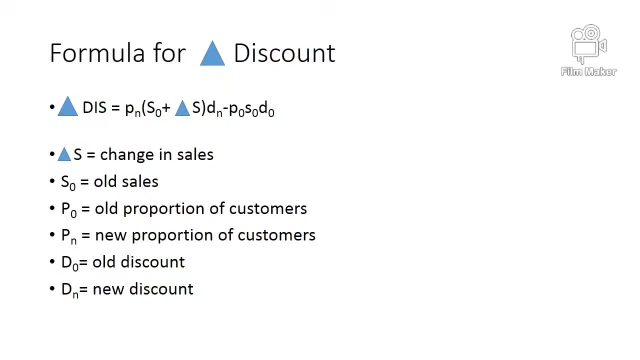 Formula for ▲ Discount
Film Maker
• ▲ DIS = pₙ(S₀+ ▲S)dₙ-p₀s₀d₀
• ▲S = change in sales
• S₀ = old sales
• P₀ = old proportion of customers
• Pₙ = new proportion of customers
• D₀= old discount
• Dₙ= new discount